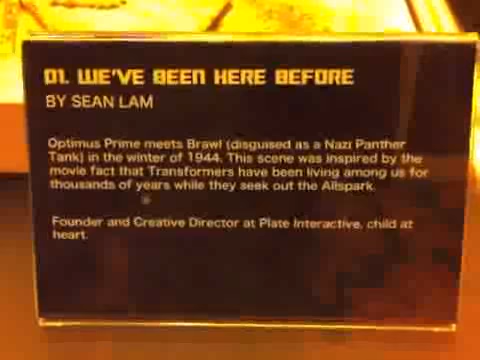 01. WE'VE BEEN HERE BEFORE
BY SEAN LAM
Optimus Prime meets Brawl (disguised as a Nazi Panther
Tank) in the winter of 1944. This scene was inspired by the
movie fact that Transformers have been living among us for
thousands of years while they seek out the Allspark.
Founder and Creative Director at Plate Interactive, child at
heart.